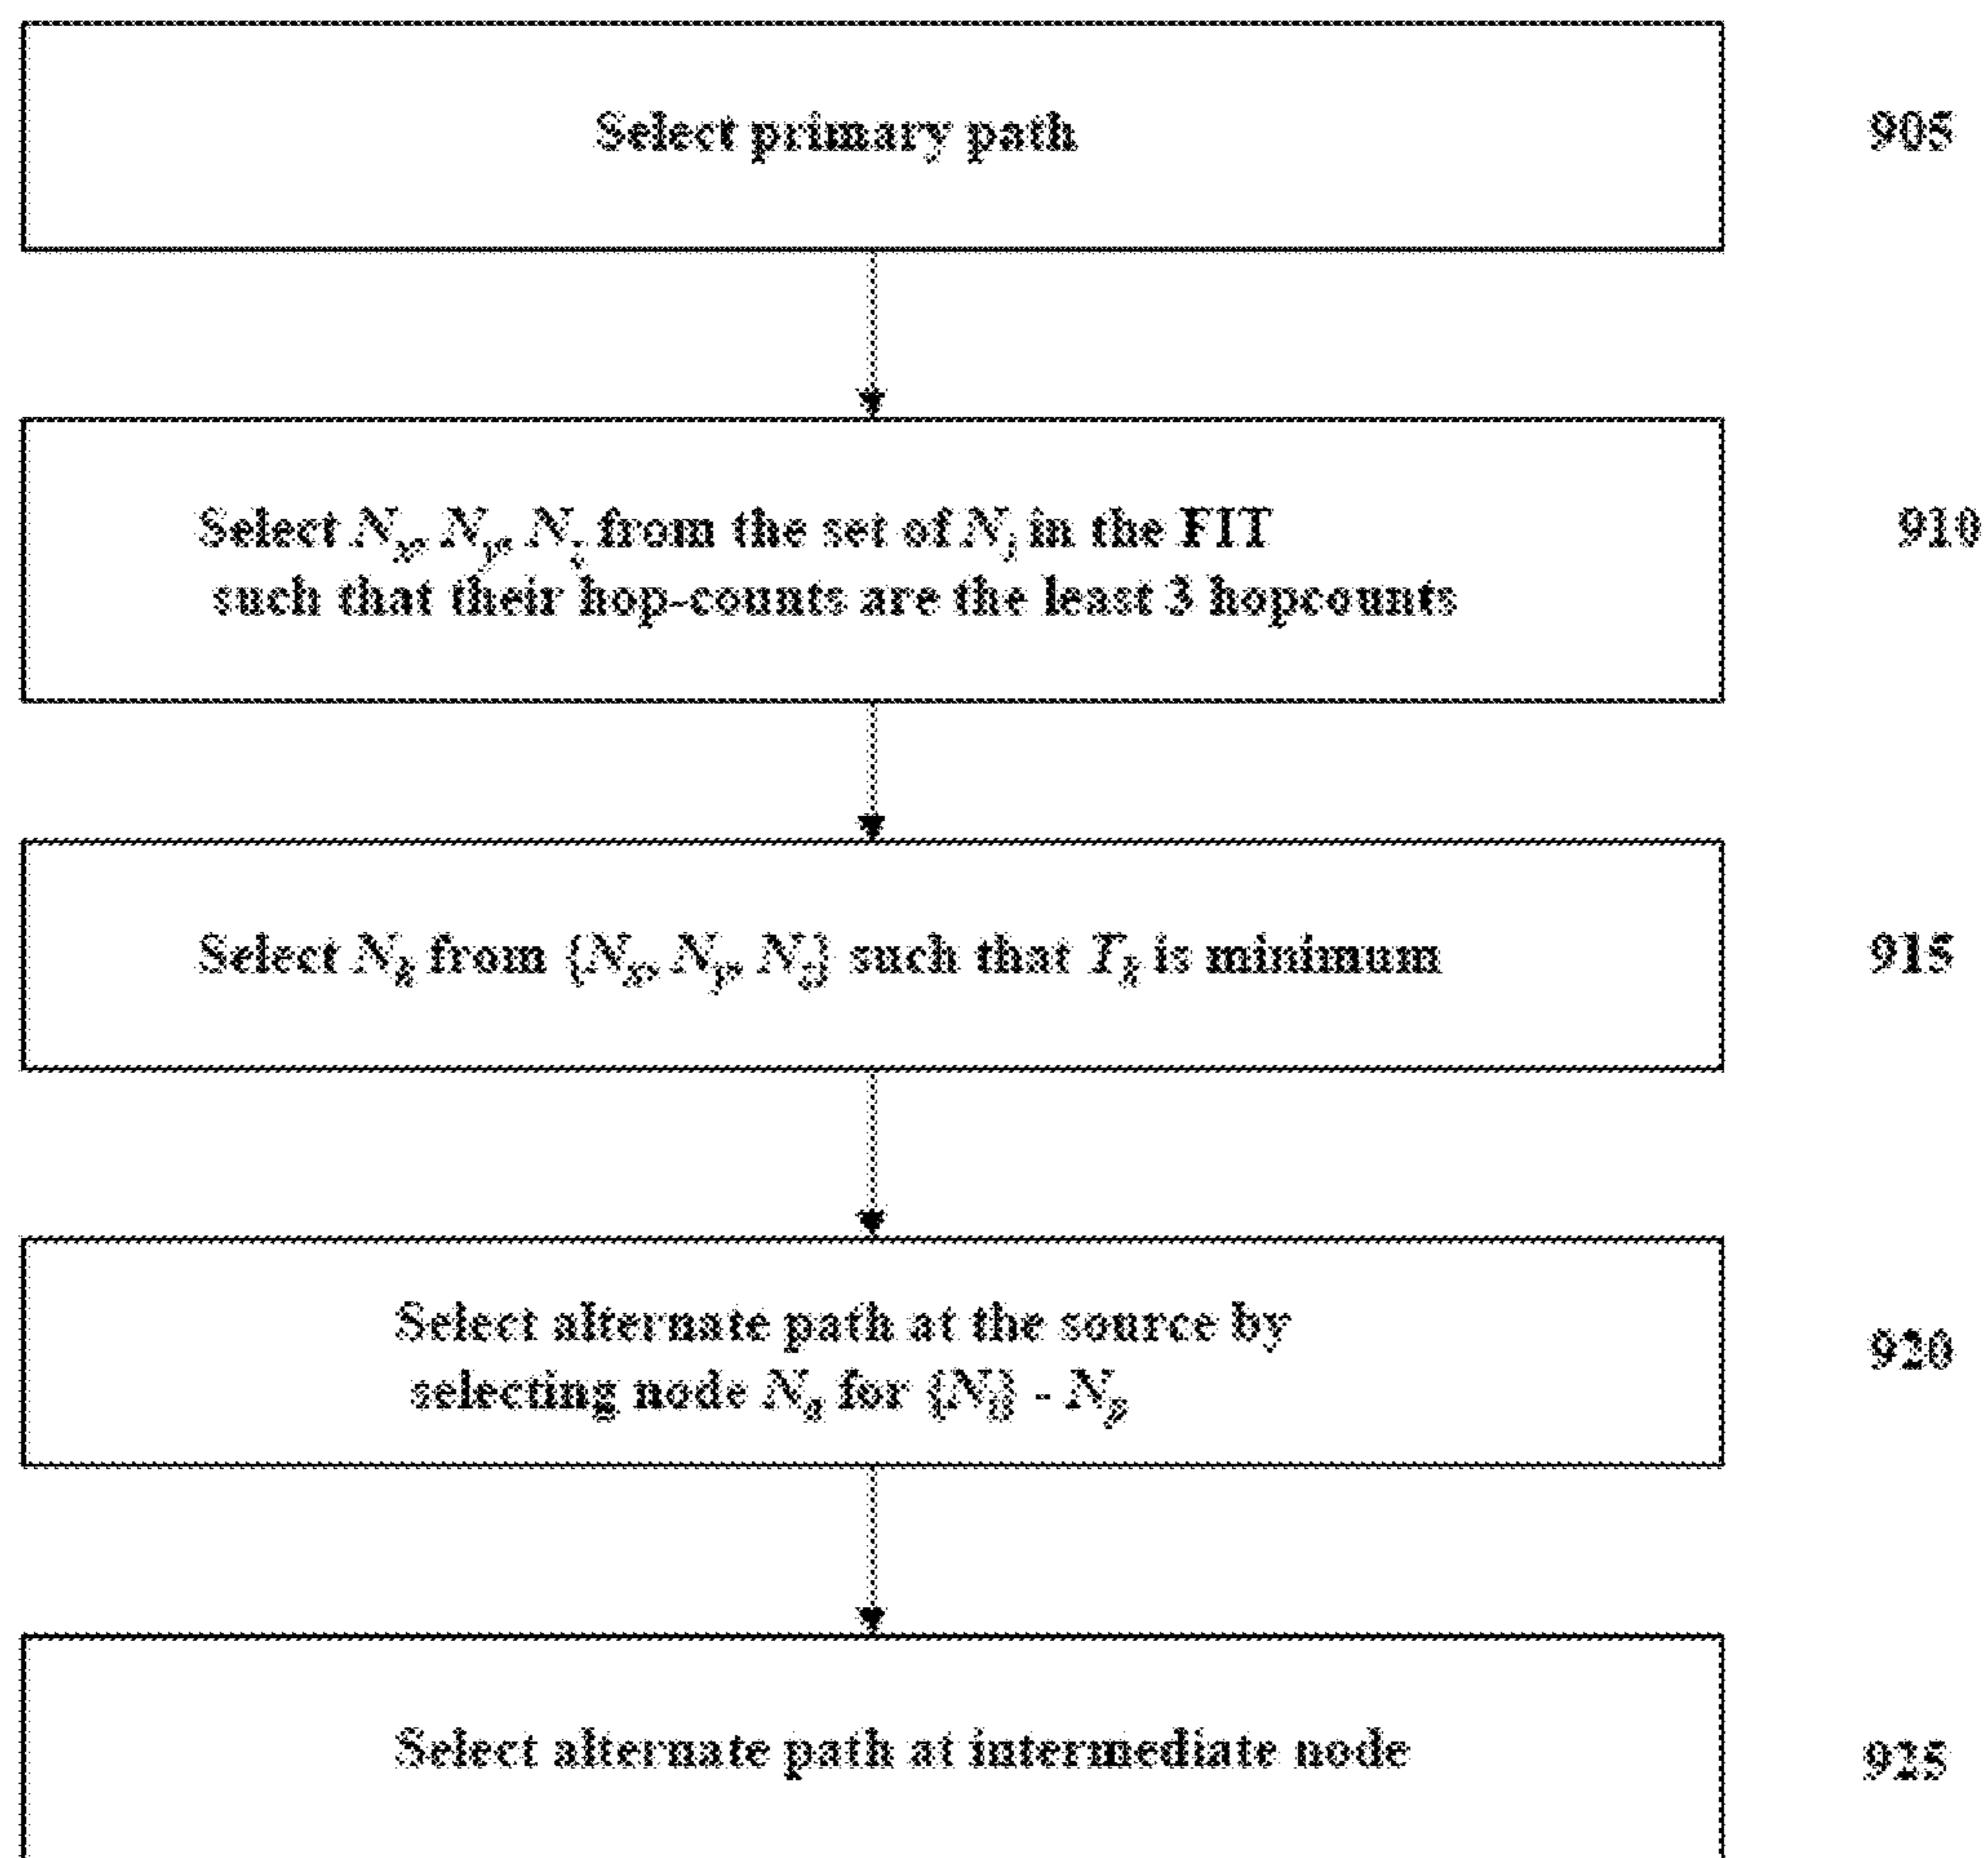 Select primary path
905
Select Nx, Ny, Nz from the set of Nj in the FIT
such that their hop-counts are the least 3 hopcounts
910
Select Nk from {Nx, Ny, Nz} such that Tk is minimum
915
Select alternate path at the source by
selecting node Na for {Ni} - Np
920
Select alternate path at intermediate node
925